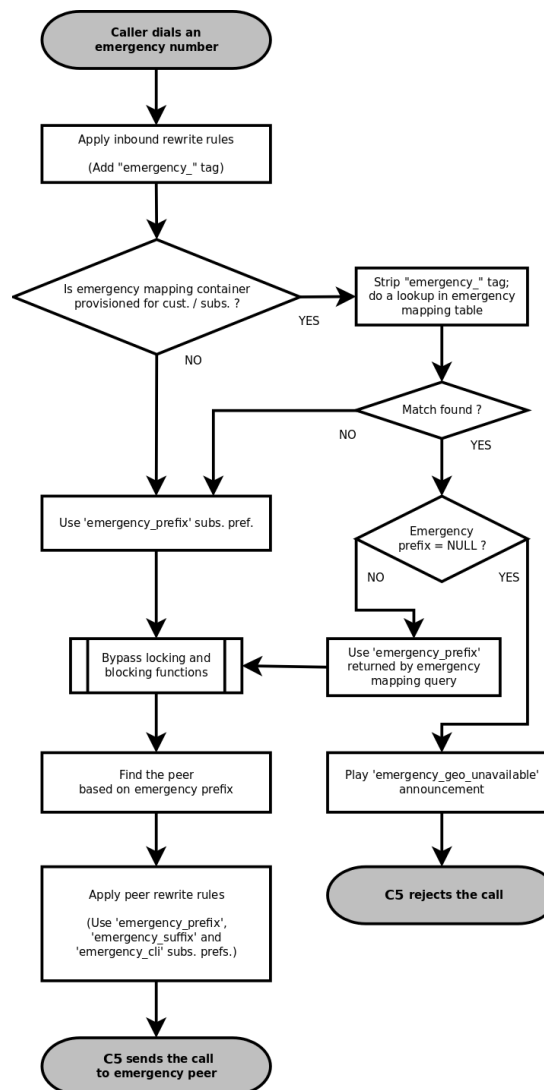 Caller dials an
emergency number
Apply inbound rewrite rules
(Add "emergency_" tag)
Is emergency mapping container
provisioned for cust. / subs. ?
YES
NO
Strip "emergency_" tag;
do a lookup in emergency
mapping table
Match found ?
NO
YES
Use 'emergency_prefix' subs. pref.
Emergency
prefix = NULL ?
NO
YES
Bypass locking and
blocking functions
Use 'emergency_prefix'
returned by emergency
mapping query
Find the peer
based on emergency prefix
Play 'emergency_geo_unavailable'
announcement
Apply peer rewrite rules
(Use 'emergency_prefix',
'emergency_suffix' and
'emergency_cli' subs. prefs.)
C5 rejects the call
C5 sends the call
to emergency peer